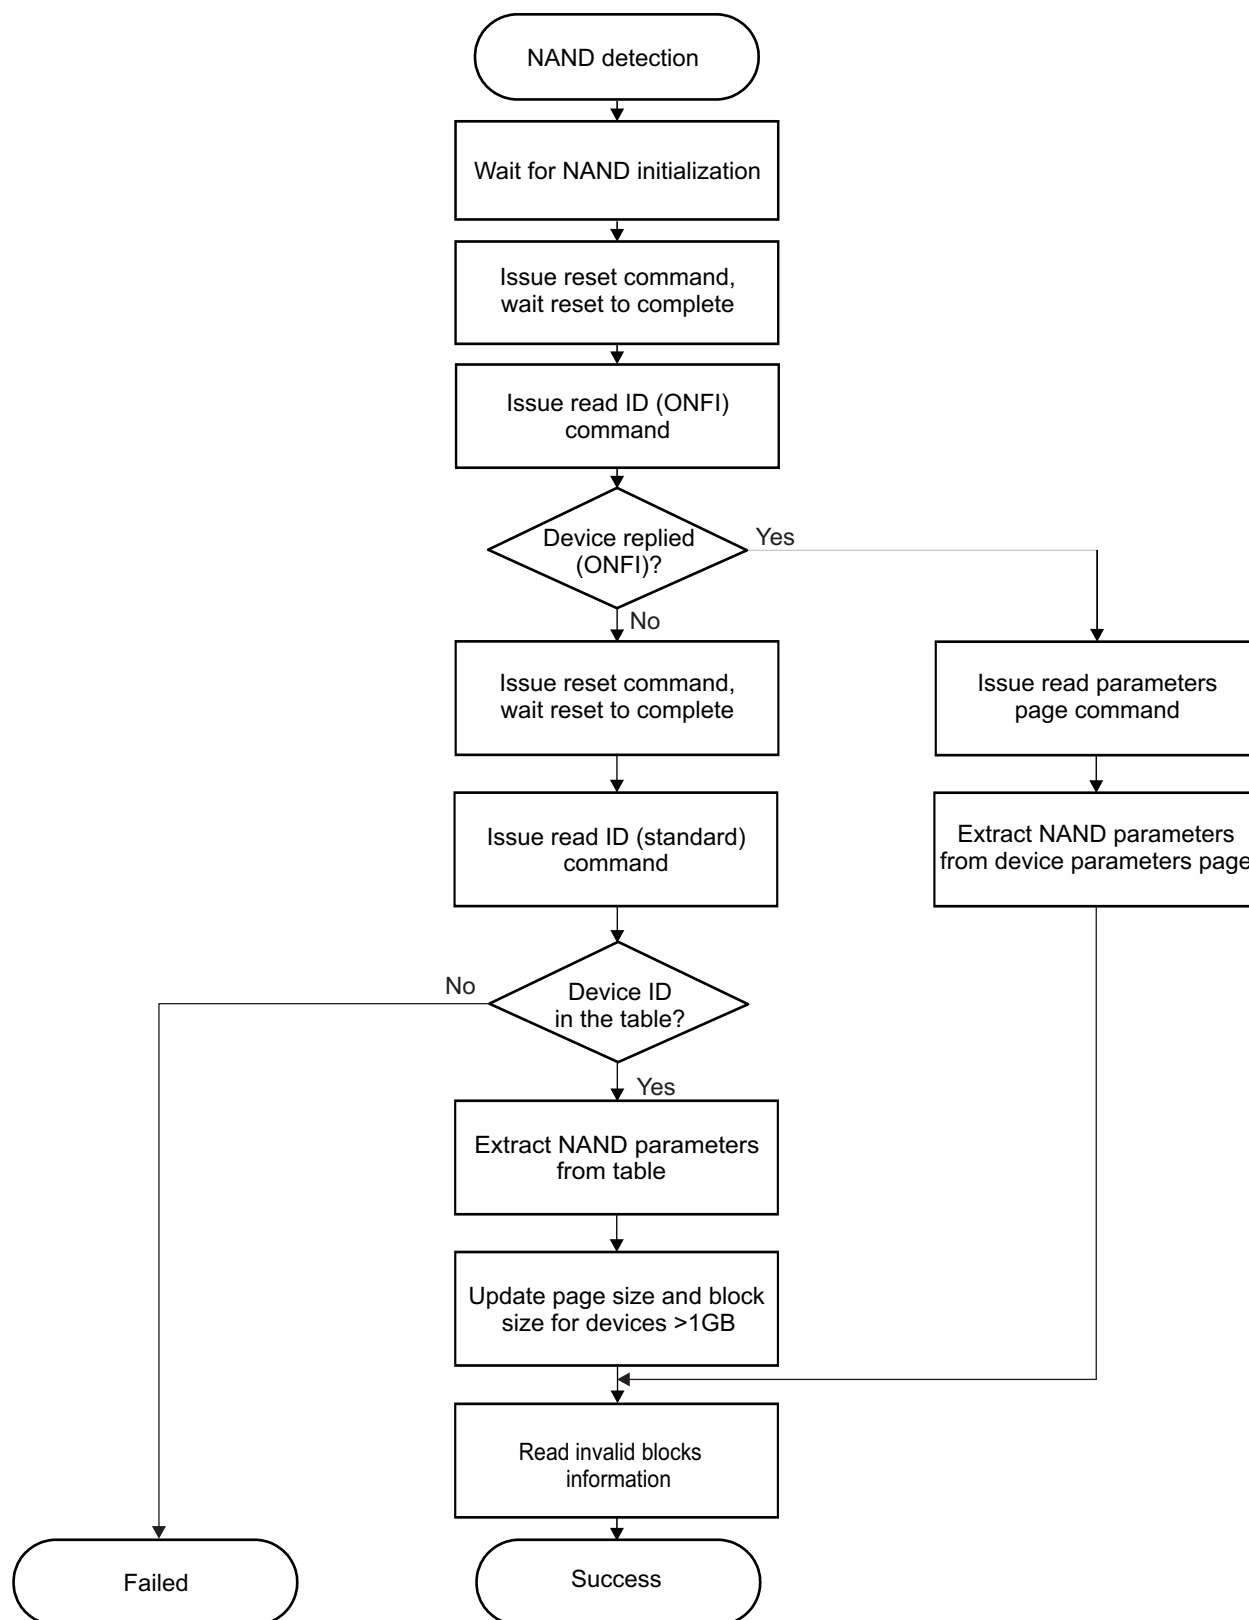 NAND detection
Wait for NAND initialization
Issue reset command,
wait reset to complete
Issue read ID (ONFI)
command
Device replied
(ONFI)?
Yes
No
Issue reset command,
wait reset to complete
Issue read parameters
page command
Issue read ID (standard)
command
Extract NAND parameters
from device parameters page
No
Device ID
in the table?
Yes
Extract NAND parameters
from table
Update page size and block
size for devices >1GB
Read invalid blocks
information
Failed
Success